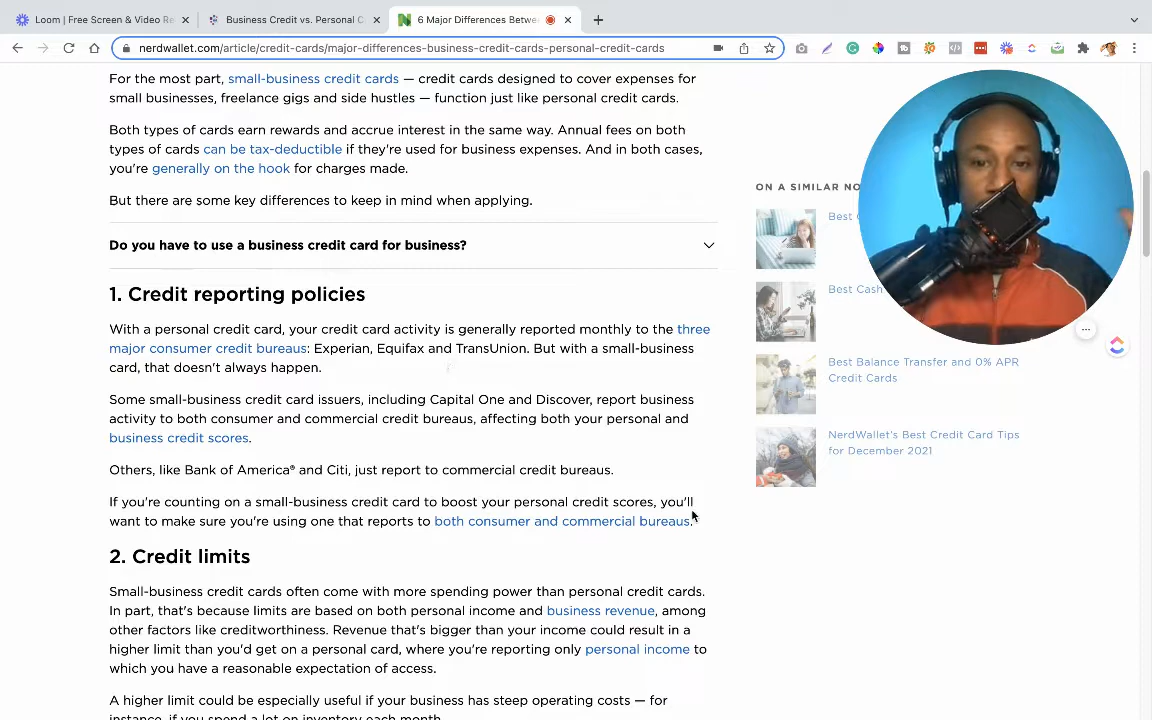 Loom | Free Screen & Video Re
Business Credit vs. Personal C
6 Major Differences Betwe
nerdwallet.com/article/credit-cards/major-differences-business-credit-cards-personal-credit-cards
For the most part, small-business credit cards — credit cards designed to cover expenses for
small businesses, freelance gigs and side hustles — function just like personal credit cards.
Both types of cards earn rewards and accrue interest in the same way. Annual fees on both
types of cards can be tax-deductible if they're used for business expenses. And in both cases,
you're generally on the hook for charges made.
But there are some key differences to keep in mind when applying.
Do you have to use a business credit card for business?
1. Credit reporting policies
With a personal credit card, your credit card activity is generally reported monthly to the three
major consumer credit bureaus: Experian, Equifax and TransUnion. But with a small-business
card, that doesn't always happen.
Some small-business credit card issuers, including Capital One and Discover, report business
activity to both consumer and commercial credit bureaus, affecting both your personal and
business credit scores.
Others, like Bank of America® and Citi, just report to commercial credit bureaus.
If you're counting on a small-business credit card to boost your personal credit scores, you'll
want to make sure you're using one that reports to both consumer and commercial bureaus.
2. Credit limits
Small-business credit cards often come with more spending power than personal credit cards.
In part, that's because limits are based on both personal income and business revenue, among
other factors like creditworthiness. Revenue that's bigger than your income could result in a
higher limit than you'd get on a personal card, where you're reporting only personal income to
which you have a reasonable expectation of access.
A higher limit could be especially useful if your business has steep operating costs — for
instance, if you spend a lot on inventory each month.
ON A SIMILAR NO
Best
Best Cash
Best Balance Transfer and 0% APR
Credit Cards
NerdWallet's Best Credit Card Tips
for December 2021